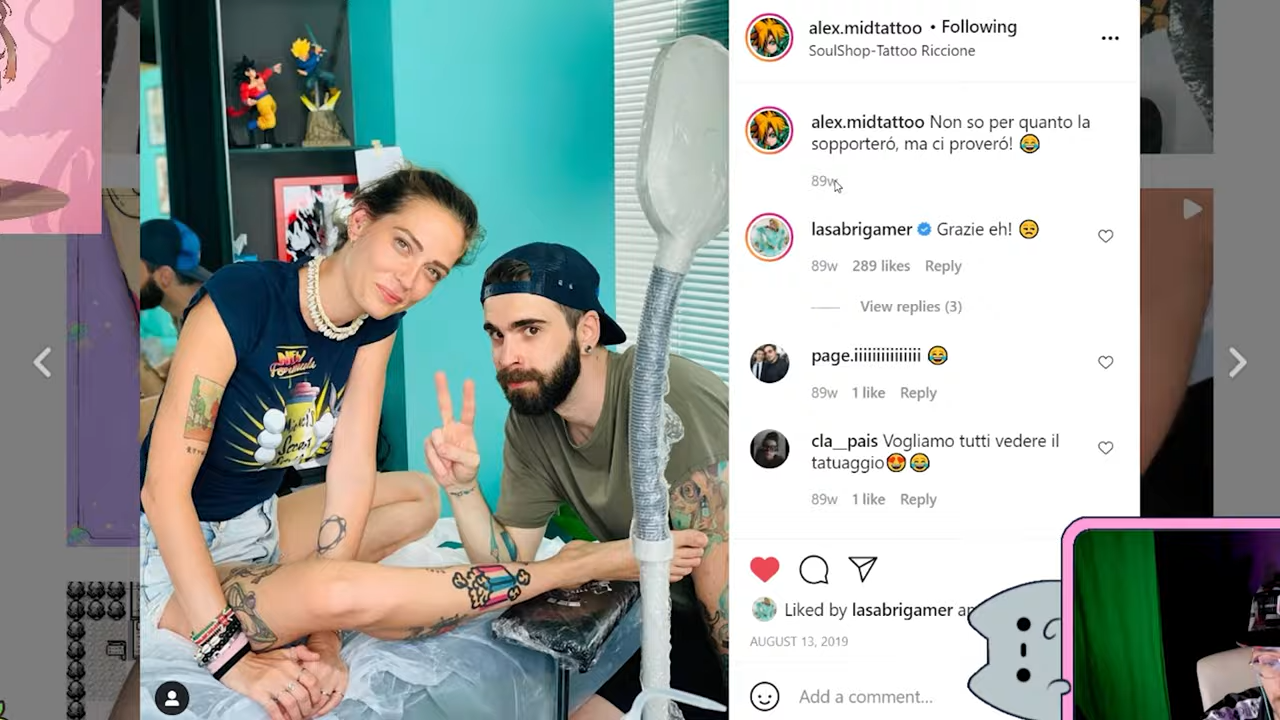 alex.midtattoo • Following
SoulShop-Tattoo Riccione
alex.midtattoo Non so per quanto la
sopporteró, ma ci proveró! 😂
89w
lasabrigamer Grazie eh! 😒
89w 289 likes Reply
View replies (3)
page.iiiiiiiiiiiiii 😂
89w 1 like Reply
cla__pais Vogliamo tutti vedere il
tatuaggio😍😂
89w 1 like Reply
Liked by lasabrigamer
AUGUST 13, 2019
Add a comment...
NEW
Formula